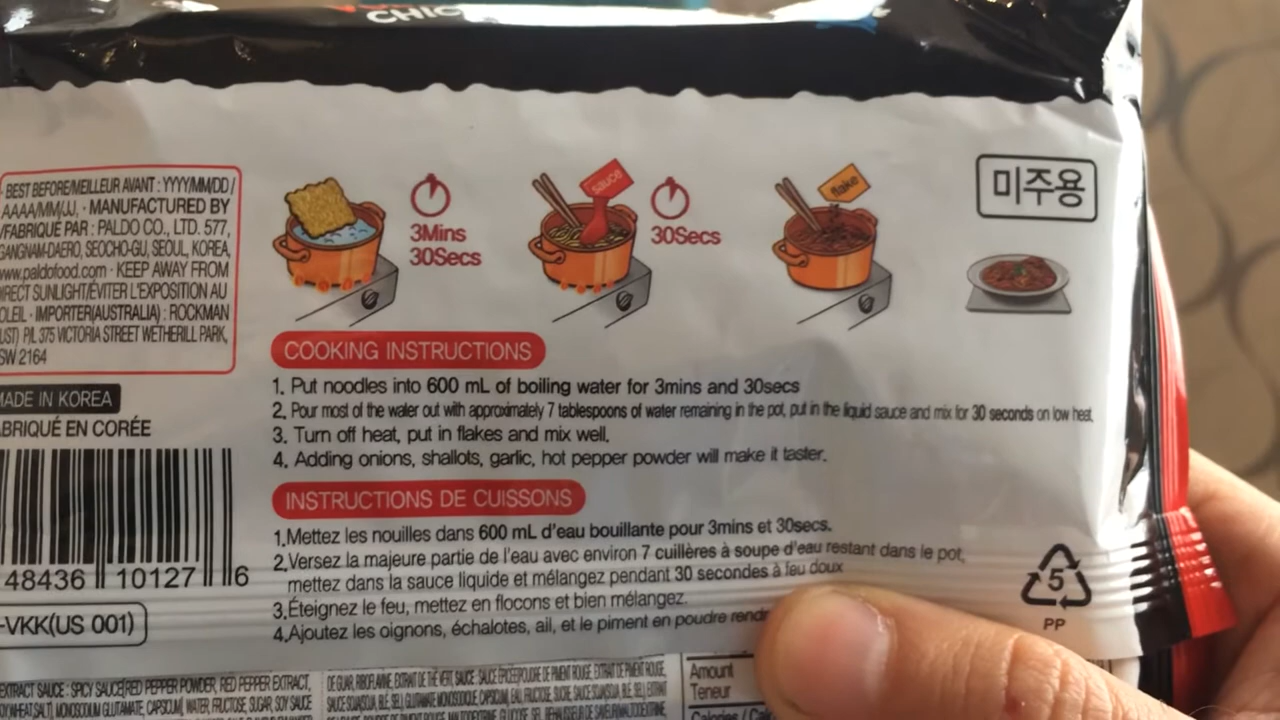 CHIC
BEST BEFORE/MEILLEUR AVANT : YYYY/MM/DD /
AAAA/MM/JJ, · MANUFACTURED BY
/FABRIQUÉ PAR : PALDO CO., LTD. 577,
GANGNAM-DAERO, SEOCHO-GU, SEOUL, KOREA,
www.paldofood.com · KEEP AWAY FROM
DIRECT SUNLIGHT/ÉVITER L'EXPOSITION AU
SOLEIL · IMPORTER(AUSTRALIA) : ROCKMAN
P/L 375 VICTORIA STREET WETHERILL PARK,
NSW 2164
MADE IN KOREA
FABRIQUÉ EN CORÉE
48436 10127 6
-VKK(US 001)
3Mins
30Secs
sauce
30Secs
flake
미주용
COOKING INSTRUCTIONS
1. Put noodles into 600 mL of boiling water for 3mins and 30secs
2. Pour most of the water out with approximately 7 tablespoons of water remaining in the pot, put in the liquid sauce and mix for 30 seconds on low heat.
3. Turn off heat, put in flakes and mix well.
4. Adding onions, shallots, garlic, hot pepper powder will make it taster.
INSTRUCTIONS DE CUISSONS
1.Mettez les nouilles dans 600 mL d'eau bouillante pour 3mins et 30secs.
2.Versez la majeure partie de l'eau avec environ 7 cuillères à soupe d'eau restant dans le pot,
mettez dans la sauce liquide et mélangez pendant 30 secondes à feu doux
3.Éteignez le feu, mettez en flocons et bien mélangez.
4.Ajoutez les oignons, échalotes, ail, et le piment en poudre rendr
5
PP
EXTRACT SAUCE : SPICY SAUCE(RED PEPPER POWDER, RED PEPPER EXTRACT,
WHEAT, SALT), MONOSODIUM GLUTAMATE, CAPSICUM, WATER, FRUCTOSE, SUGAR, SOY SAUCE
Amount
Teneur
Calories / Cal